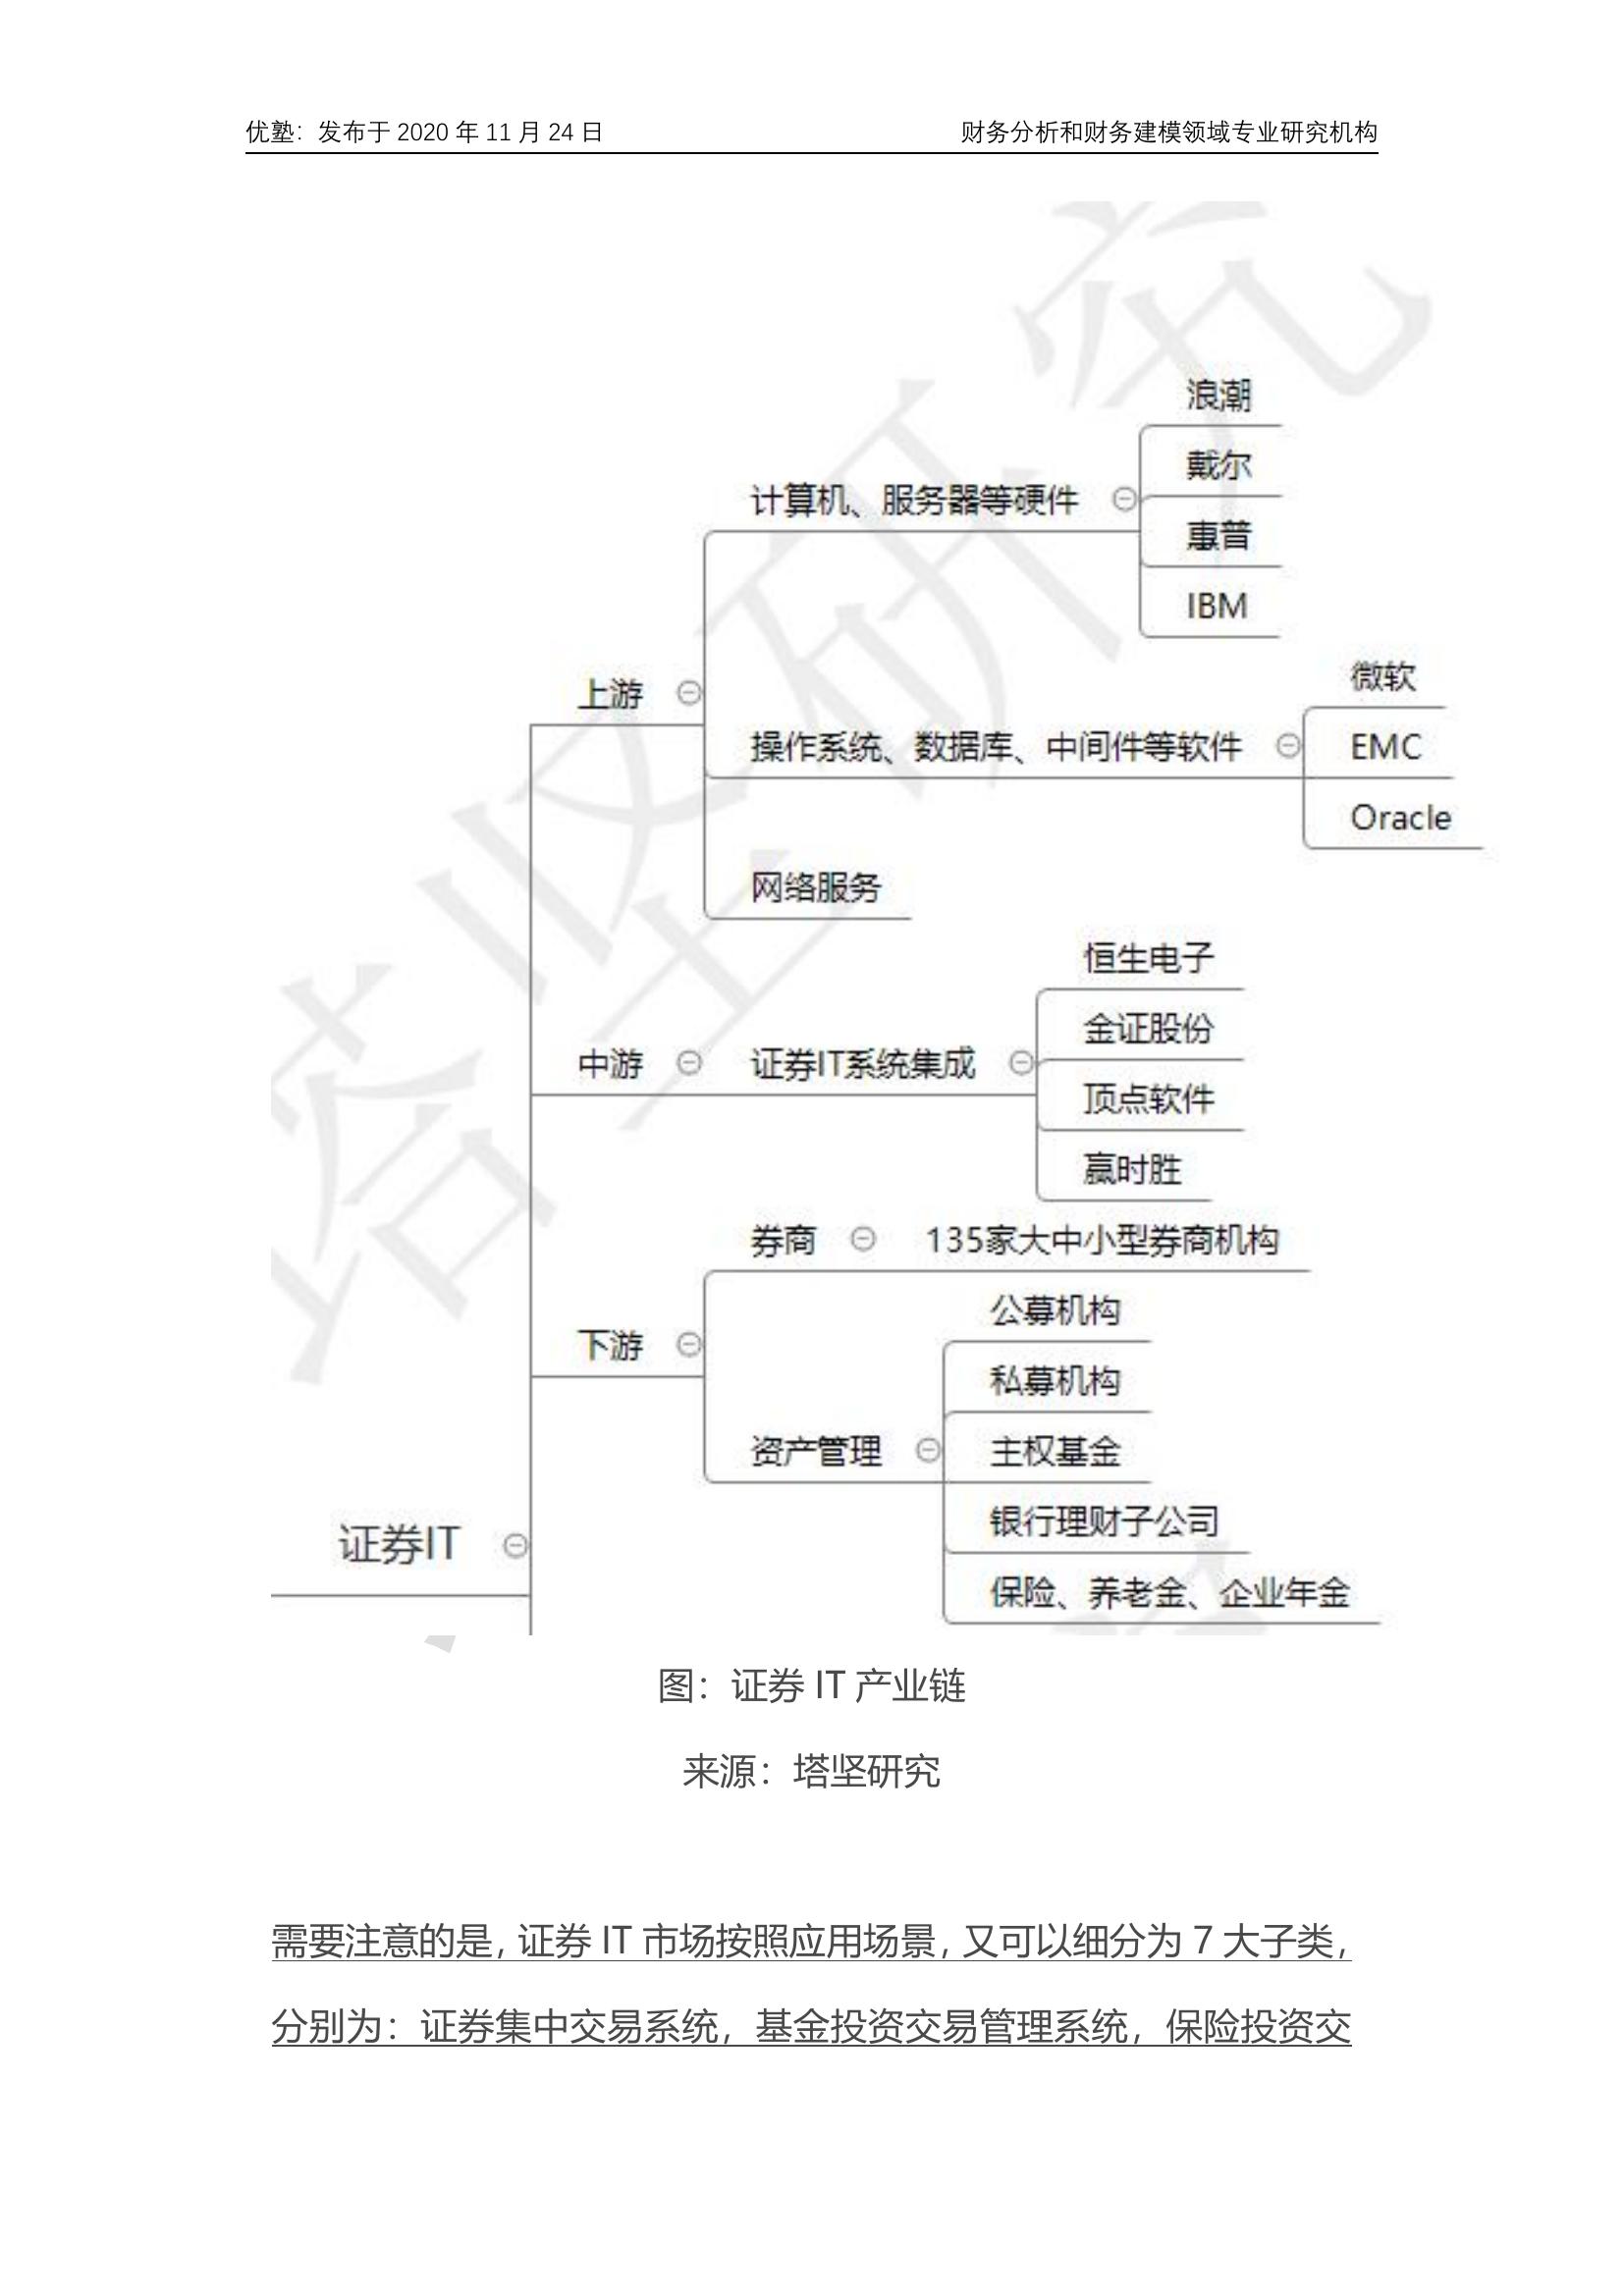 优塾：发布于 2020 年 11 月 24 日
财务分析和财务建模领域专业研究机构
浪潮
戴尔
计算机、服务器等硬件
惠普
IBM
微软
上游
操作系统、数据库、中间件等软件
EMC
Oracle
网络服务
恒生电子
金证股份
中游
证券IT系统集成
顶点软件
赢时胜
券商
135家大中小型券商机构
公募机构
下游
私募机构
资产管理
主权基金
银行理财子公司
证券IT
保险、养老金、企业年金
塔坚研究
图：证券 IT 产业链
来源：塔坚研究
需要注意的是，证券 IT 市场按照应用场景，又可以细分为 7 大子类，
分别为：证券集中交易系统，基金投资交易管理系统，保险投资交